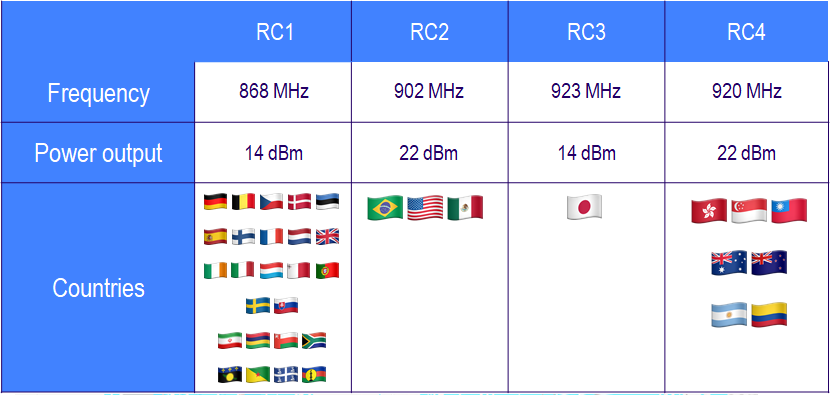 RC1 RC2 RC3 RC4
Frequency 868 MHz 902 MHz 923 MHz 920 MHz
Power output 14 dBm 22 dBm 14 dBm 22 dBm
Countries